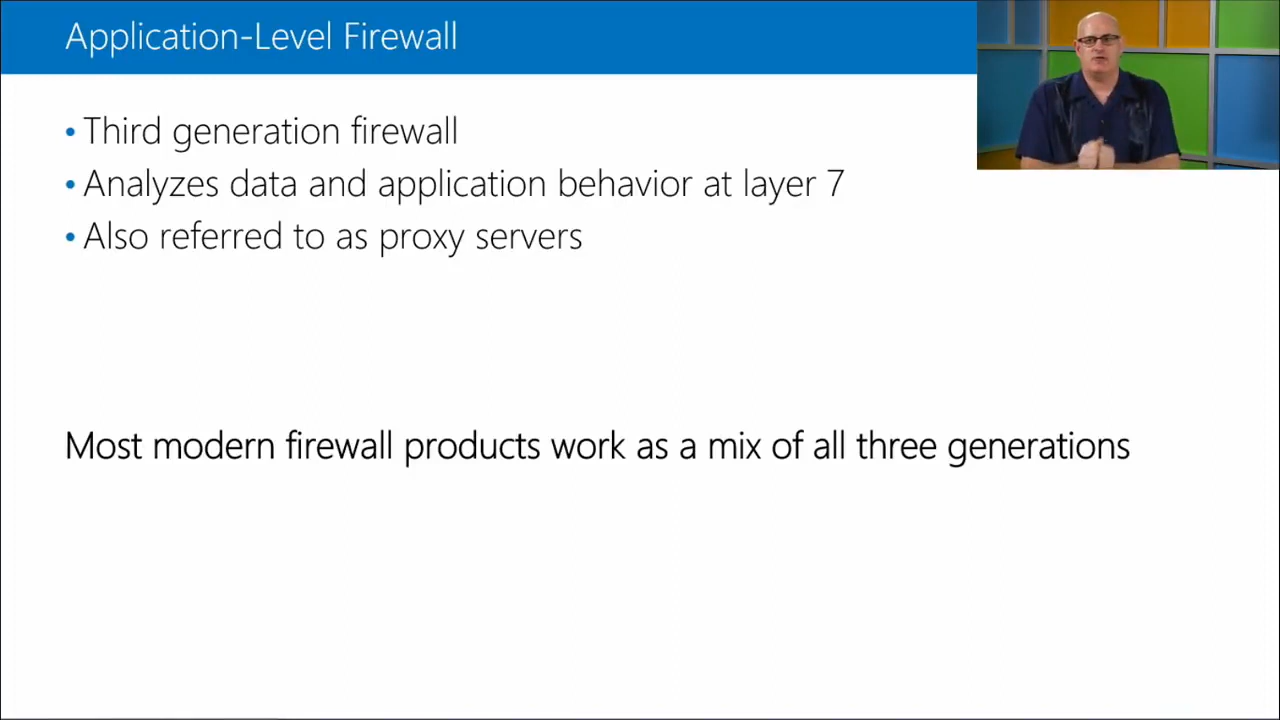 Application-Level Firewall
• Third generation firewall
• Analyzes data and application behavior at layer 7
• Also referred to as proxy servers
Most modern firewall products work as a mix of all three generations